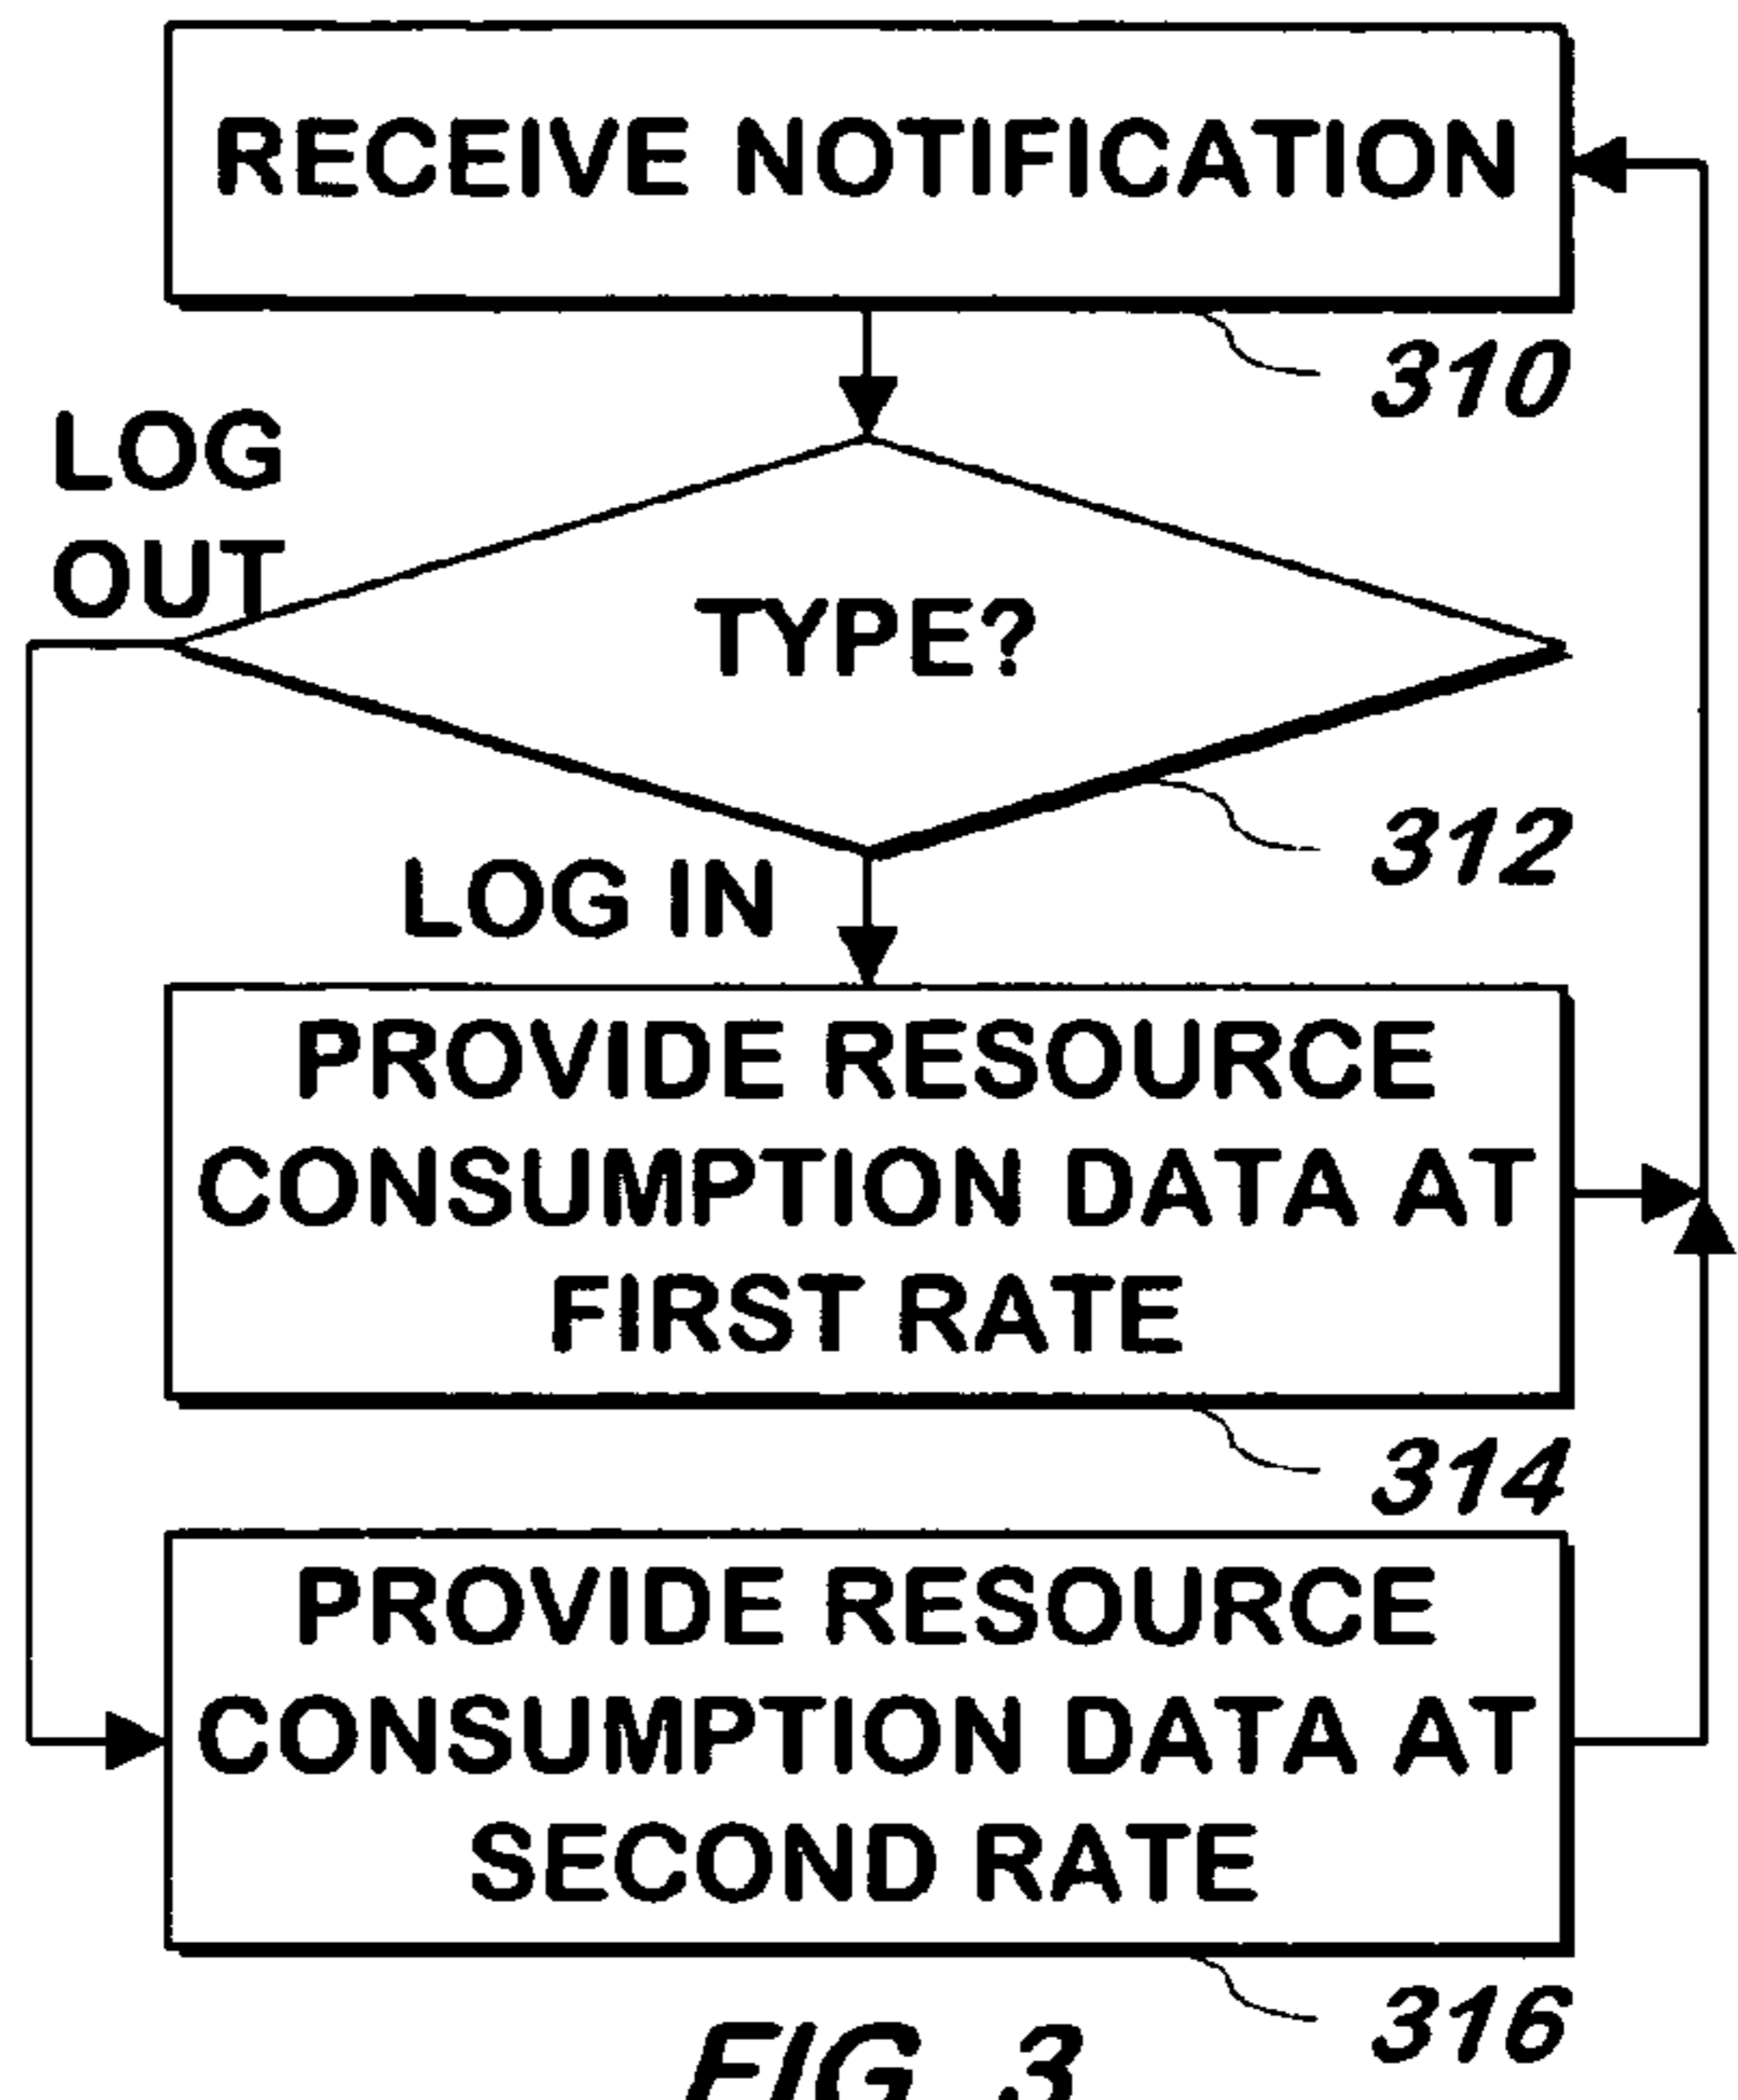 RECEIVE NOTIFICATION
310
LOG
OUT
TYPE?
312
LOG IN
PROVIDE RESOURCE
CONSUMPTION DATA AT
FIRST RATE
314
PROVIDE RESOURCE
CONSUMPTION DATA AT
SECOND RATE
316
FIG. 3